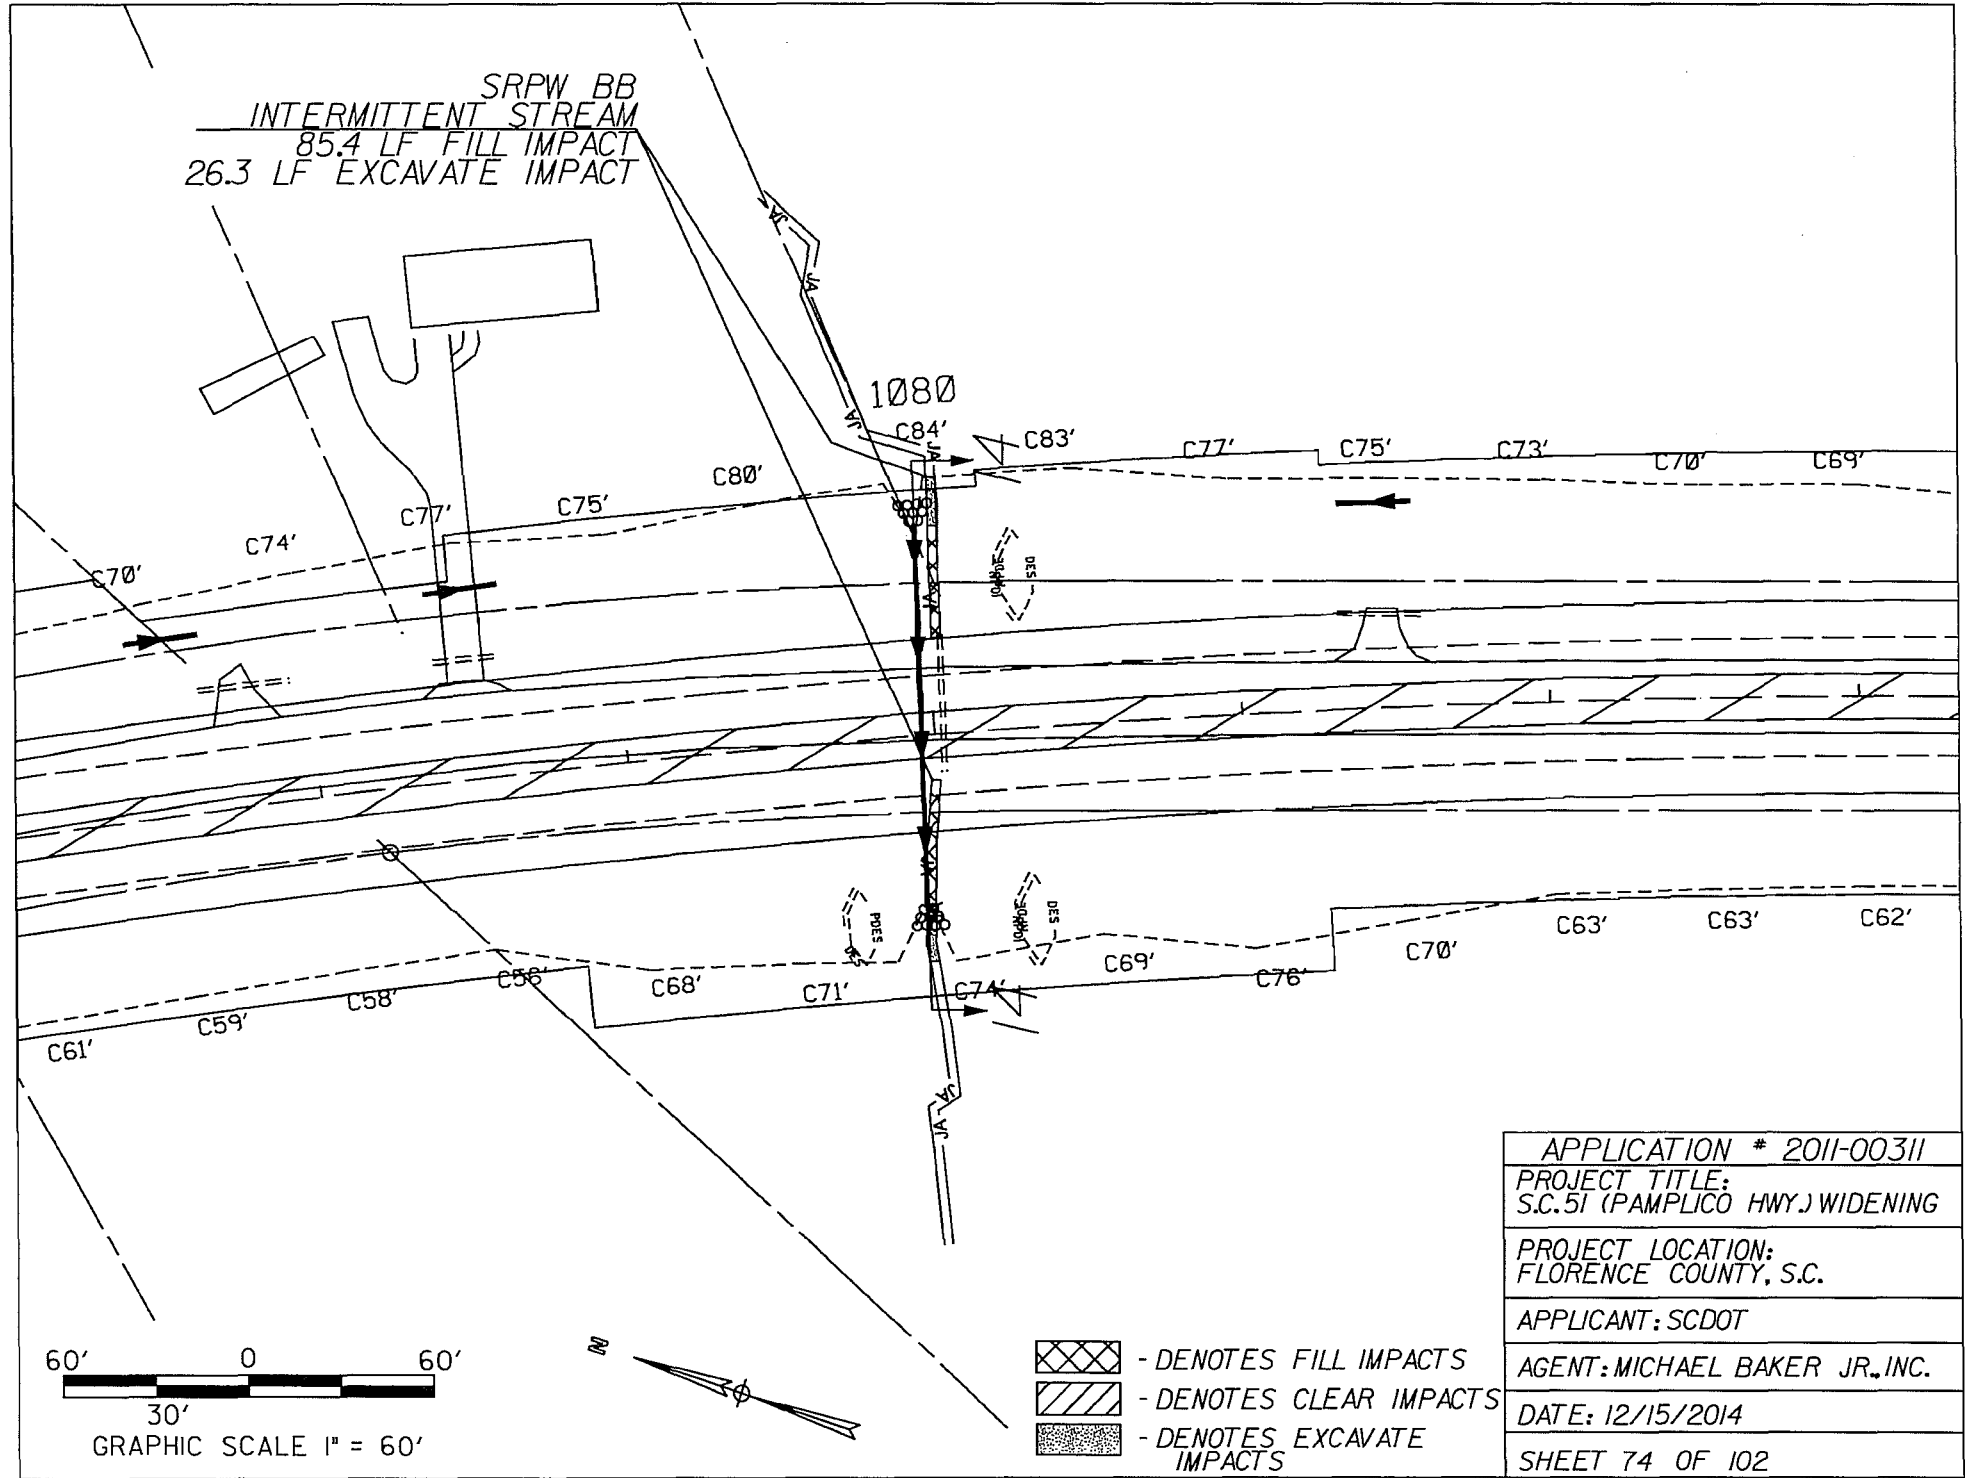 SRPW BB
INTERMITTENT STREAM
85.4 LF FILL IMPACT
26.3 LF EXCAVATE IMPACT
JA
JA
JA
1080
C84'
JA
C83'
C77'
C75'
C73'
C70'
C69'
C80'
C75'
C77'
C74'
C70'
DES
DES
PDES
DES
C61'
C59'
C58'
C56'
C68'
C71'
C74'
C69'
C76'
C70'
C63'
C63'
C62'
JA
JA
60' 0 60'
30'
GRAPHIC SCALE 1" = 60'
N
- DENOTES FILL IMPACTS
- DENOTES CLEAR IMPACTS
- DENOTES EXCAVATE
IMPACTS
APPLICATION # 2011-00311
PROJECT TITLE:
S.C.51 (PAMPLICO HWY.) WIDENING
PROJECT LOCATION:
FLORENCE COUNTY, S.C.
APPLICANT: SCDOT
AGENT: MICHAEL BAKER JR., INC.
DATE: 12/15/2014
SHEET 74 OF 102